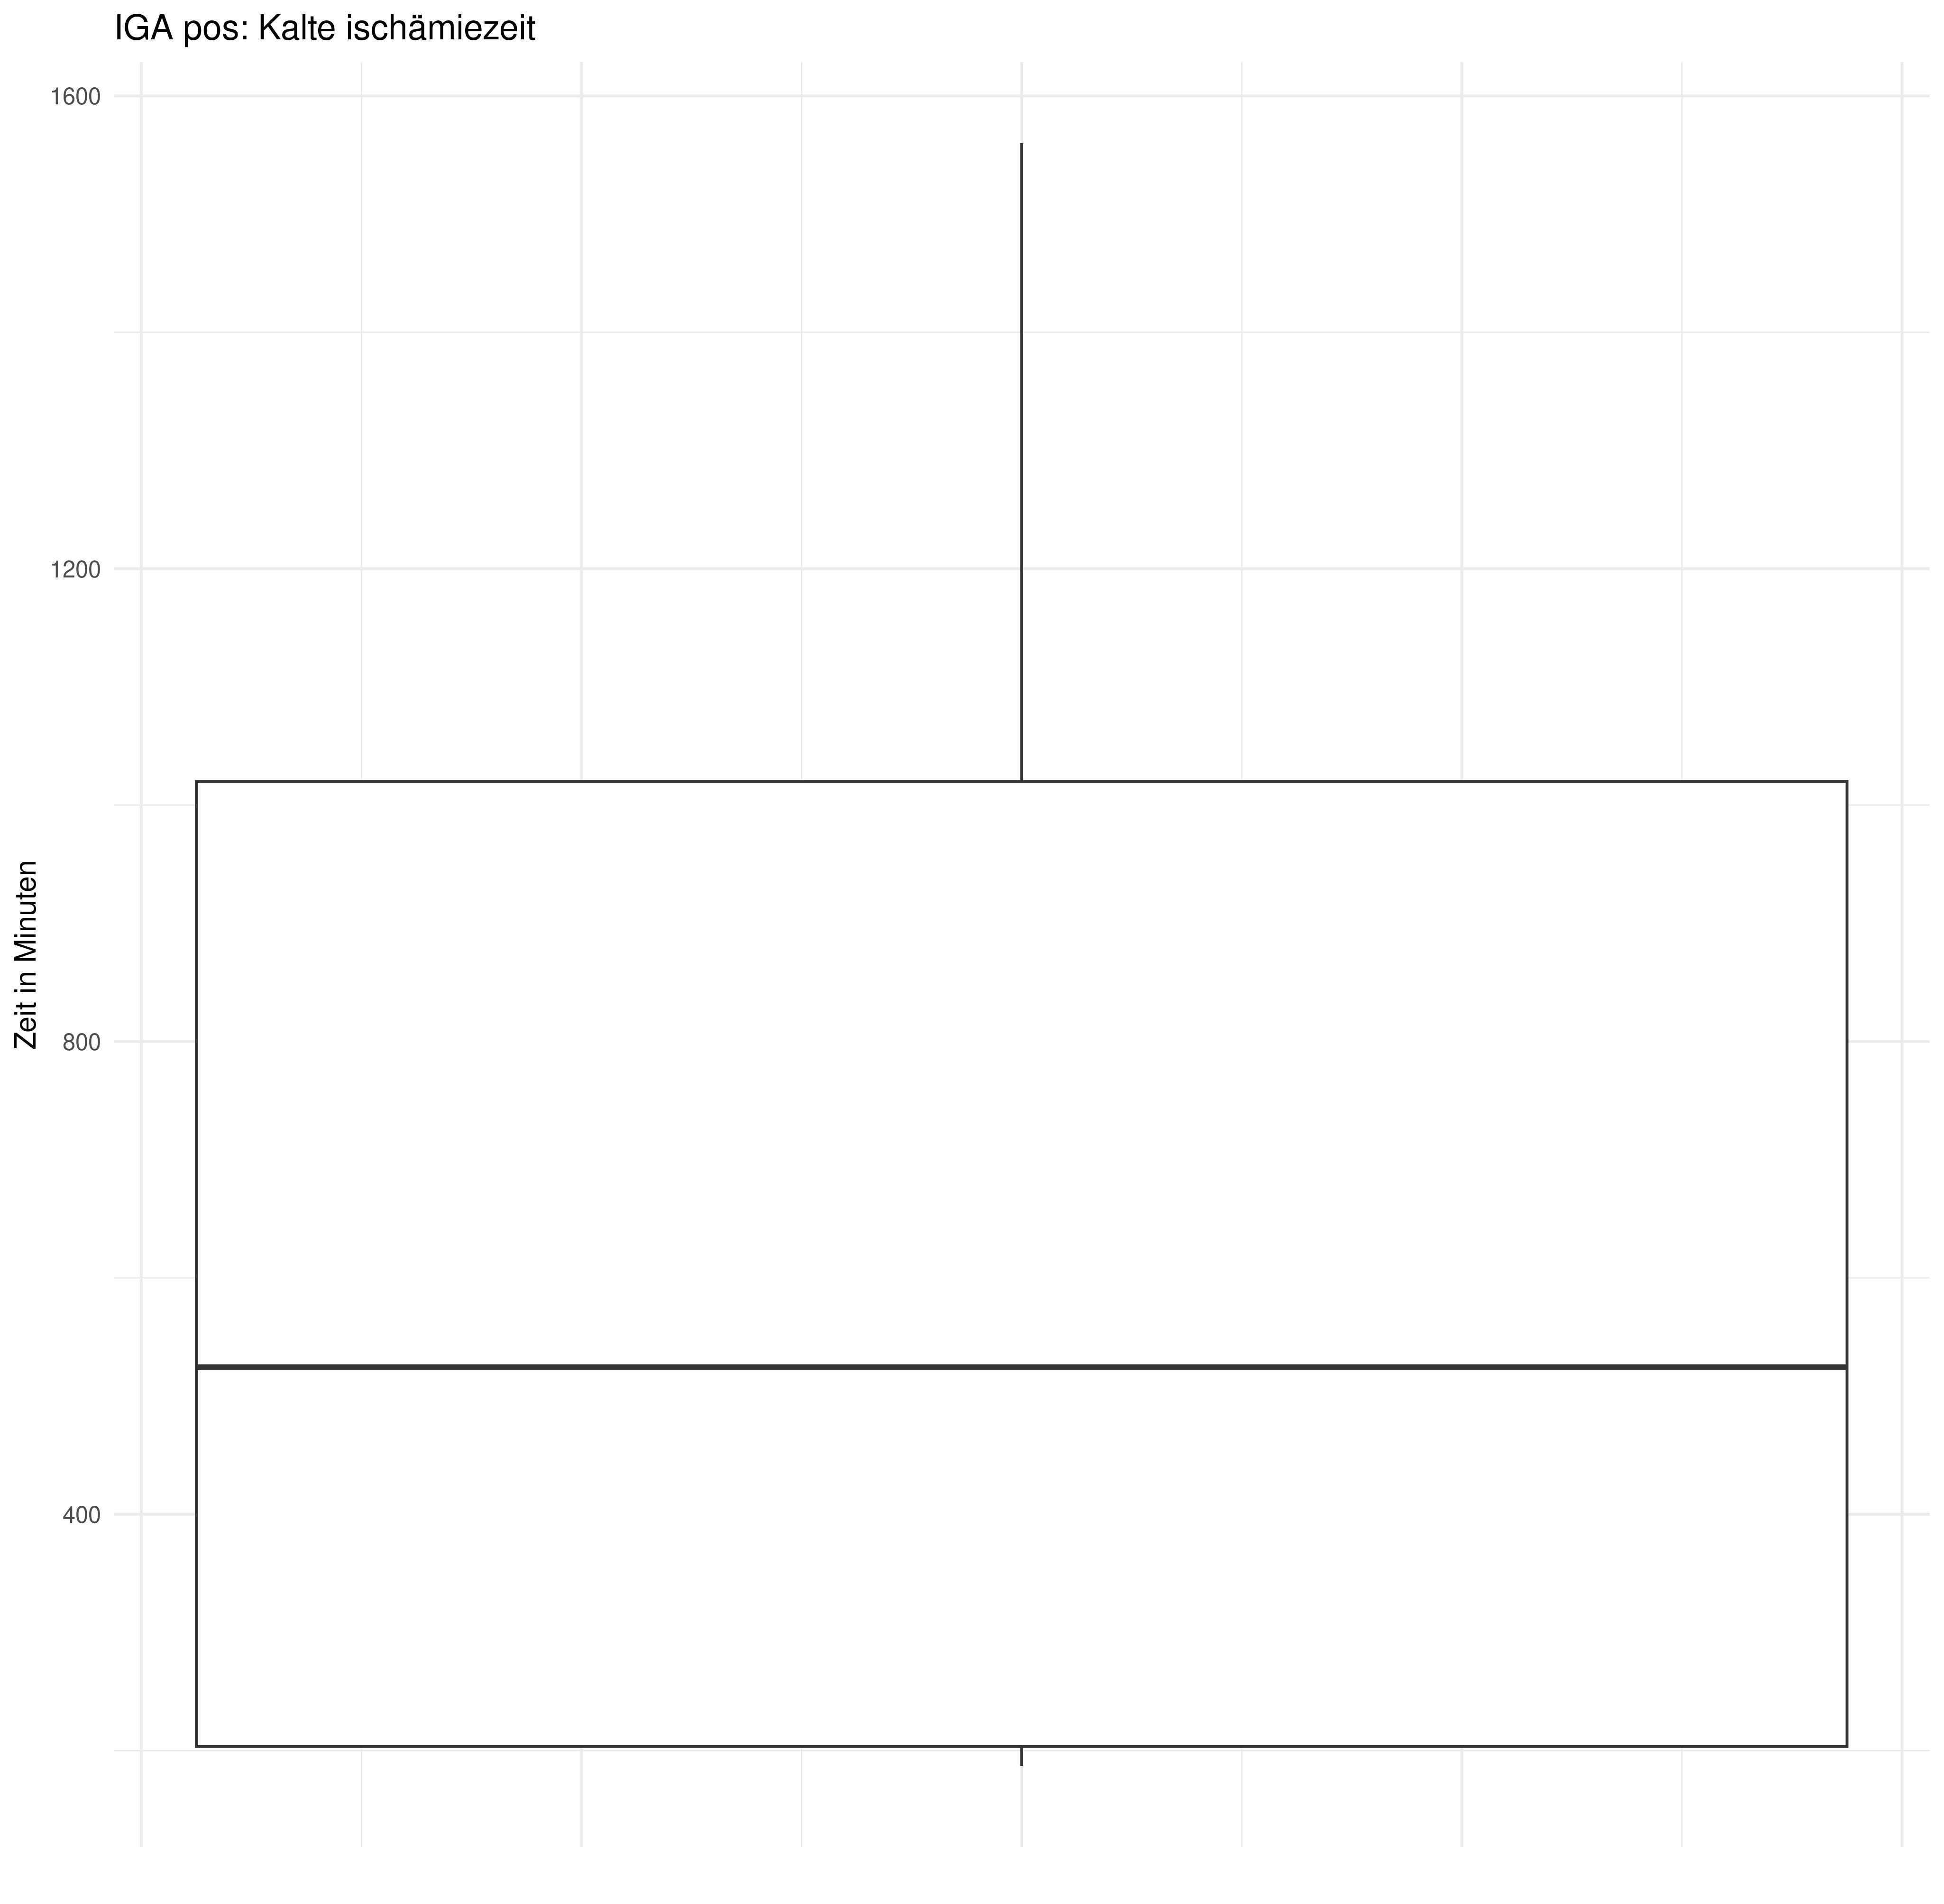 IGA pos: Kalte ischämiezeit
1600
1200
800
400
Zeit in Minuten